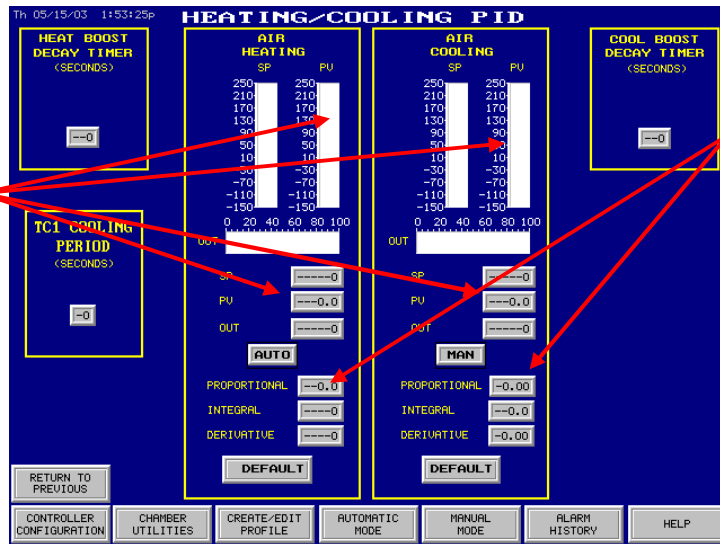 Th 05/15/03 1:53:25p
HEATING/COOLING PID
HEAT BOOST
DECAY TIMER
(SECONDS)
--0
TC1 COOLING
PERIOD
(SECONDS)
-0
AIR
HEATING
SP PV
250 250
210 210
170 170
130 130
90 90
50 50
10 10
-30 -30
-70 -70
-110 -110
-150 -150
0 20 40 60 80 100
OUT
SP -----0
PV ---0.0
OUT -----0
AUTO
PROPORTIONAL --0.0
INTEGRAL ----0
DERIVATIVE ----0
DEFAULT
AIR
COOLING
SP PV
250 250
210 210
170 170
130 130
90 90
50 50
10 10
-30 -30
-70 -70
-110 -110
-150 -150
0 20 40 60 80 100
OUT
SP -----0
PV ---0.0
OUT -----0
MAN
PROPORTIONAL -0.00
INTEGRAL --0.0
DERIVATIVE -0.00
DEFAULT
COOL BOOST
DECAY TIMER
(SECONDS)
--0
RETURN TO
PREVIOUS
CONTROLLER
CONFIGURATION
CHAMBER
UTILITIES
CREATE/EDIT
PROFILE
AUTOMATIC
MODE
MANUAL
MODE
ALARM
HISTORY
HELP